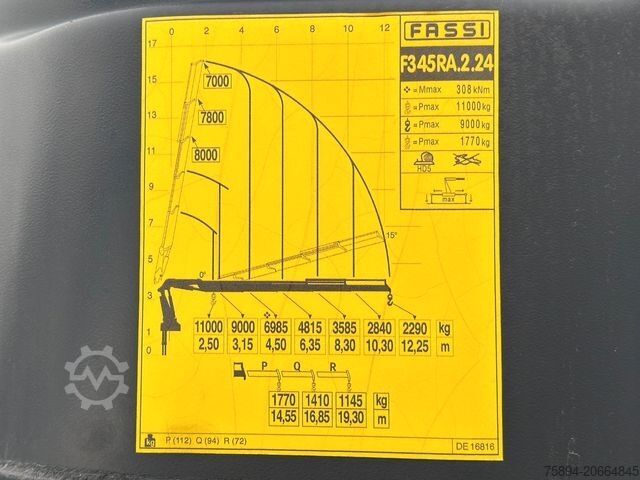 FASSI
F345RA.2.24
= Mmax 308 kNm
= Pmax 11000 kg
= Pmax 9000 kg
= Pmax 1770 kg
HD5
max
0 2 4 6 8 10 12
17
15
13
11
9
7
5
4
3
1
0
7000
7800
8000
15°
0°
11000 9000 6985 4815 3585 2840 2290 kg
2,50 3,15 4,50 6,35 8,30 10,30 12,25 m
P Q R
1770 1410 1145 kg
14,55 16,85 19,30 m
kg P (112) Q (94) R (72)
DE 16816
75894-20664845